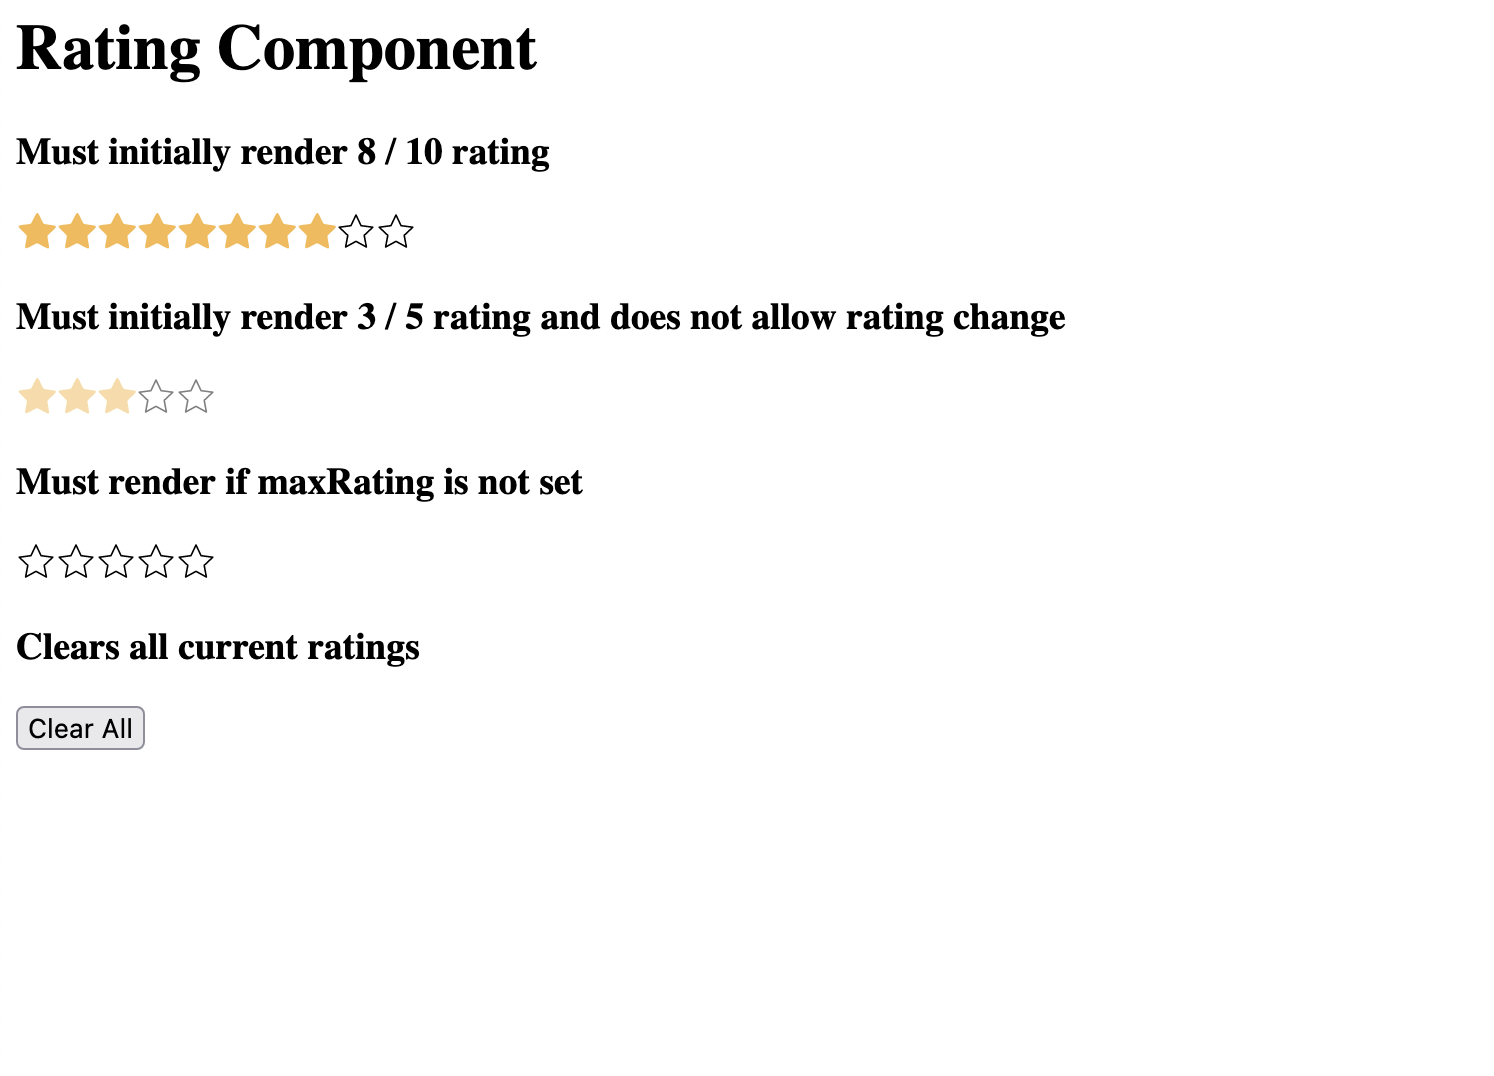 Rating Component
Must initially render 8 / 10 rating
Must initially render 3 / 5 rating and does not allow rating change
Must render if maxRating is not set
Clears all current ratings
Clear All